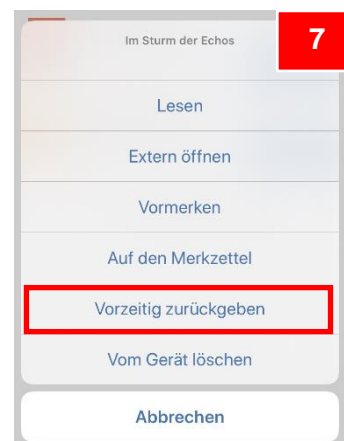 Im Sturm der Echos
7
Lesen
Extern öffnen
Vormerken
Auf den Merkzettel
Vorzeitig zurückgeben
Vom Gerät löschen
Abbrechen